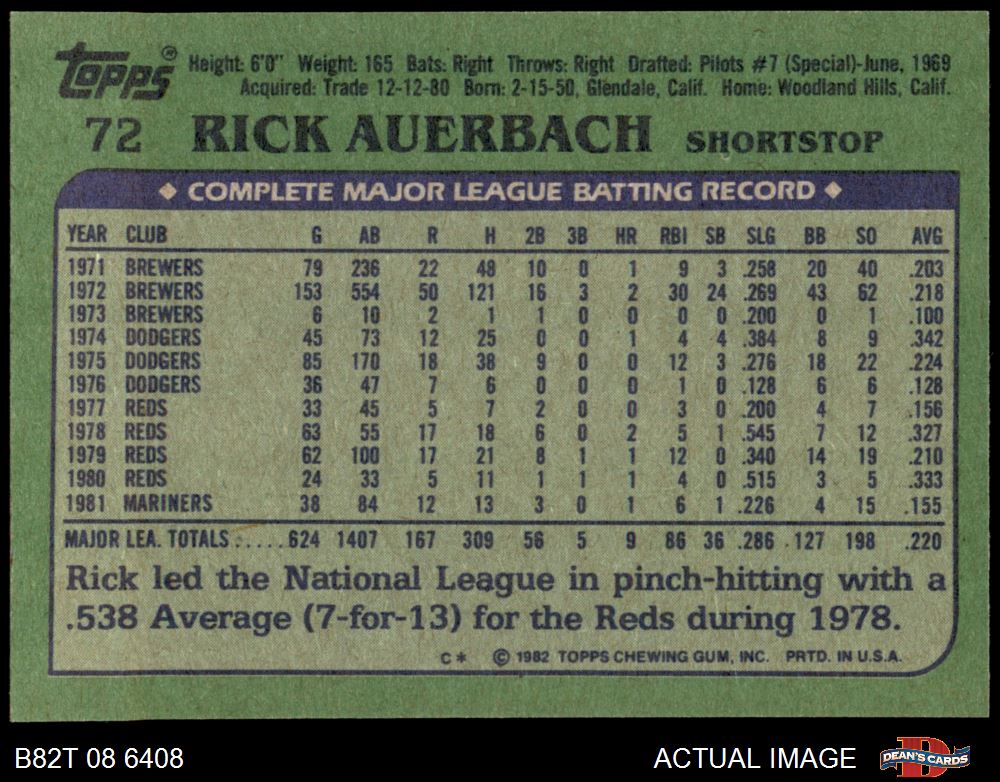 Topps®
Height: 6'0" Weight: 165 Bats: Right Throws: Right Drafted: Pilots #7 (Special)-June, 1969
Acquired: Trade 12-12-80 Born: 2-15-50, Glendale, Calif. Home: Woodland Hills, Calif.
72 RICK AUERBACH SHORTSTOP
◆ COMPLETE MAJOR LEAGUE BATTING RECORD ◆
YEAR CLUB G AB R H 2B 3B HR RBI SB SLG BB SO AVG
1971 BREWERS 79 236 22 48 10 0 1 9 3 .258 20 40 .203
1972 BREWERS 153 554 50 121 16 3 2 30 24 .269 43 62 .218
1973 BREWERS 6 10 2 1 1 0 0 0 0 .200 0 1 .100
1974 DODGERS 45 73 12 25 0 0 1 4 4 .384 8 9 .342
1975 DODGERS 85 170 18 38 9 0 0 12 3 .276 18 22 .224
1976 DODGERS 36 47 7 6 0 0 0 1 0 .128 6 6 .128
1977 REDS 33 45 5 7 2 0 0 3 0 .200 4 7 .156
1978 REDS 63 55 17 18 6 0 2 5 1 .545 7 12 .327
1979 REDS 62 100 17 21 8 1 1 12 0 .340 14 19 .210
1980 REDS 24 33 5 11 1 1 1 4 0 .515 3 5 .333
1981 MARINERS 38 84 12 13 3 0 1 6 1 .226 4 15 .155
MAJOR LEA. TOTALS.....624 1407 167 309 56 5 9 86 36 .286 127 198 .220
Rick led the National League in pinch-hitting with a
.538 Average (7-for-13) for the Reds during 1978.
C* © 1982 TOPPS CHEWING GUM, INC. PRTD. IN U.S.A.
B82T 08 6408 ACTUAL IMAGE DEAN'S CARDS